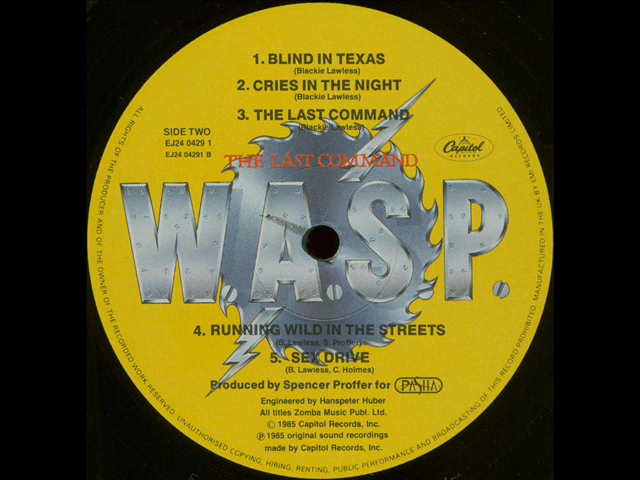 1. BLIND IN TEXAS
(Blackie Lawless)
2. CRIES IN THE NIGHT
(Blackie Lawless)
3. THE LAST COMMAND
(Blackie Lawless)
SIDE TWO
EJ24 0429 1
EJ24 04291 B
Capitol
RECORDS
THE LAST COMMAND
W.A.S.P.
4. RUNNING WILD IN THE STREETS
(B. Lawless, S. Proffer)
5. SEX DRIVE
(B. Lawless, C. Holmes)
Produced by Spencer Proffer for PASHA
Engineered by Hanspeter Huber
All titles Zomba Music Publ. Ltd.
© 1985 Capitol Records, Inc.
℗ 1985 original sound recordings
made by Capitol Records, Inc.
ALL RIGHTS OF THE PRODUCER AND OF THE OWNER OF THE RECORDED WORK RESERVED. UNAUTHORISED COPYING, HIRING, RENTING, PUBLIC PERFORMANCE AND BROADCASTING OF THIS RECORD PROHIBITED. MANUFACTURED IN THE UK BY EMI RECORDS LIMITED.